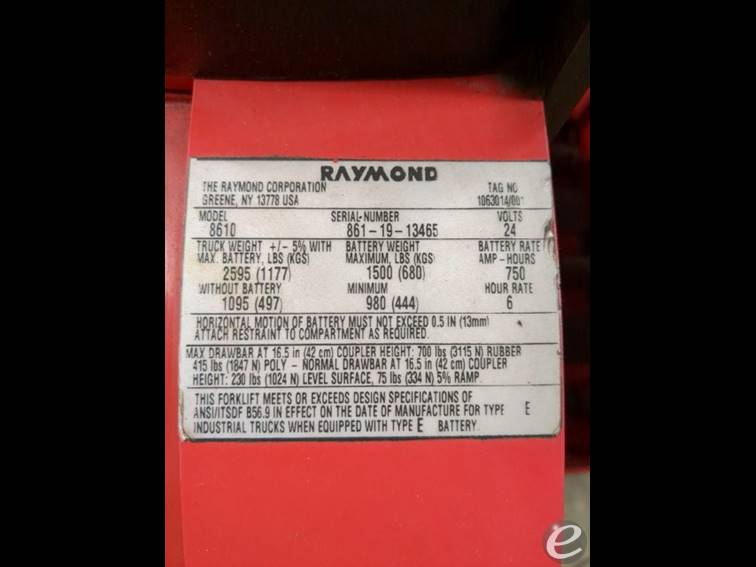 RAYMOND
THE RAYMOND CORPORATION TAG NO
GREENE, NY 13778 USA 1063014/001
MODEL SERIAL-NUMBER VOLTS
8610 861-19-13465 24
TRUCK WEIGHT +/- 5% WITH BATTERY WEIGHT BATTERY RATE
MAX. BATTERY, LBS (KGS) MAXIMUM, LBS (KGS) AMP-HOURS
2595 (1177) 1500 (680) 750
WITHOUT BATTERY MINIMUM HOUR RATE
1095 (497) 980 (444) 6
HORIZONTAL MOTION OF BATTERY MUST NOT EXCEED 0.5 IN (13mm)
ATTACH RESTRAINT TO COMPARTMENT AS REQUIRED.
MAX DRAWBAR AT 16.5 in (42 cm) COUPLER HEIGHT: 700 lbs (3115 N) RUBBER
415 lbs (1847 N) POLY - NORMAL DRAWBAR AT 16.5 in (42 cm) COUPLER
HEIGHT: 230 lbs (1024 N) LEVEL SURFACE, 75 lbs (334 N) 5% RAMP
THIS FORKLIFT MEETS OR EXCEEDS DESIGN SPECIFICATIONS OF
ANSI/ITSDF B56.9 IN EFFECT ON THE DATE OF MANUFACTURE FOR TYPE E
INDUSTRIAL TRUCKS WHEN EQUIPPED WITH TYPE E BATTERY.
e